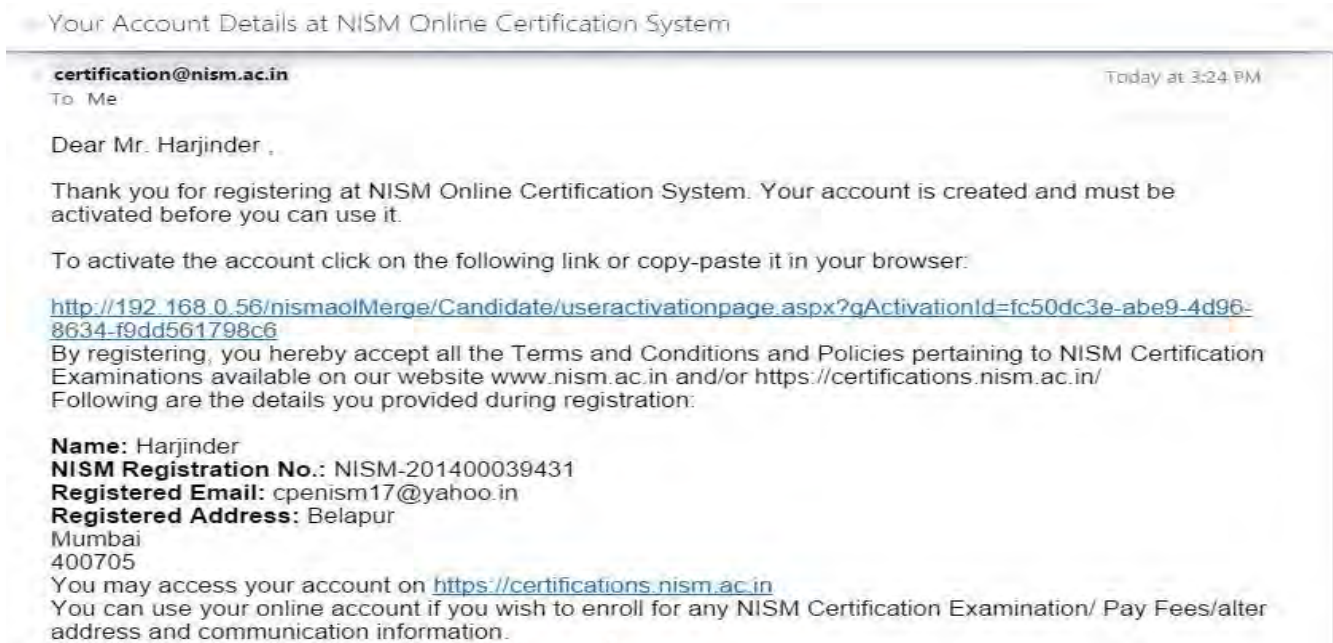 Your Account Details at NISM Online Certification System
certification@nism.ac.in
Today at 3:24 PM
To Me
Dear Mr. Harjinder ,
Thank you for registering at NISM Online Certification System. Your account is created and must be
activated before you can use it.
To activate the account click on the following link or copy-paste it in your browser:
http://192.168.0.56/nismaolMerge/Candidate/useractivationpage.aspx?qActivationId=fc50dc3e-abe9-4d96-
8634-f9dd561798c6
By registering, you hereby accept all the Terms and Conditions and Policies pertaining to NISM Certification
Examinations available on our website www.nism.ac.in and/or https://certifications.nism.ac.in/
Following are the details you provided during registration:
Name: Harjinder
NISM Registration No.: NISM-201400039431
Registered Email: cpenism17@yahoo.in
Registered Address: Belapur
Mumbai
400705
You may access your account on https://certifications.nism.ac.in
You can use your online account if you wish to enroll for any NISM Certification Examination/ Pay Fees/alter
address and communication information.